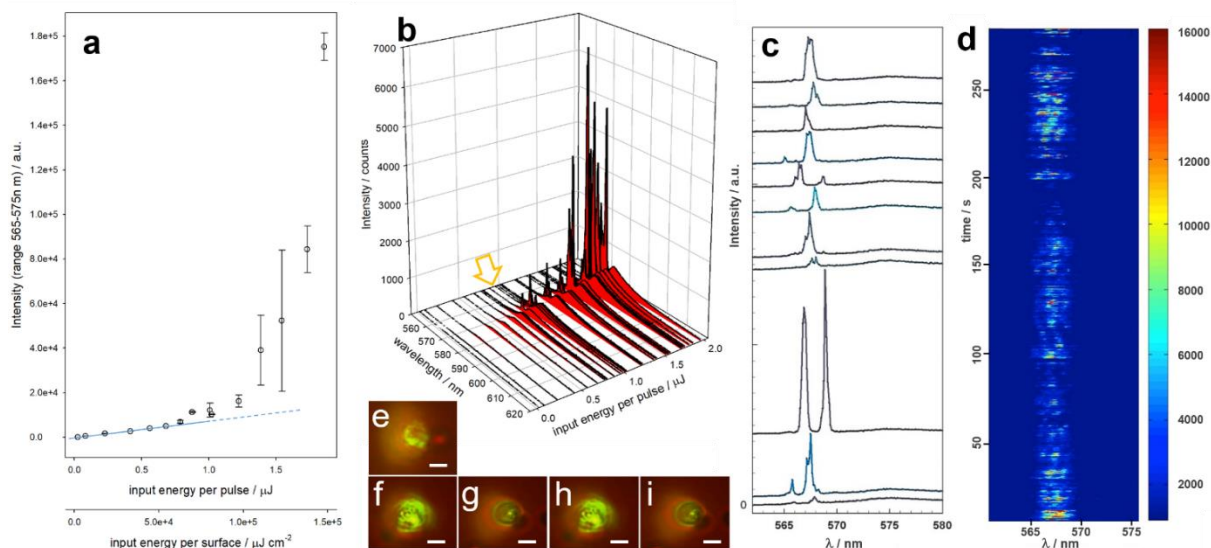 a
Intensity (range 565-575n m) / a.u.
1.8e+5
1.6e+5
1.4e+5
1.2e+5
1.0e+5
8.0e+4
6.0e+4
4.0e+4
2.0e+4
0.0
0.0 0.5 1.0 1.5
input energy per pulse / μJ
0.0 5.0e+4 1.0e+5 1.5e+5
input energy per surface / μJ cm⁻²
b
Intensity / counts
7000
6000
5000
4000
3000
2000
1000
0
560
570
580
590
600
610
620
wavelength / nm
0.0
0.5
1.0
1.5
2.0
input energy per pulse / μJ
e
f g h i
c
Intensity / a.u.
0
565 570 575 580
λ / nm
d
time / s
250
200
150
100
50
565 570 575
λ / nm
16000
14000
12000
10000
8000
6000
4000
2000